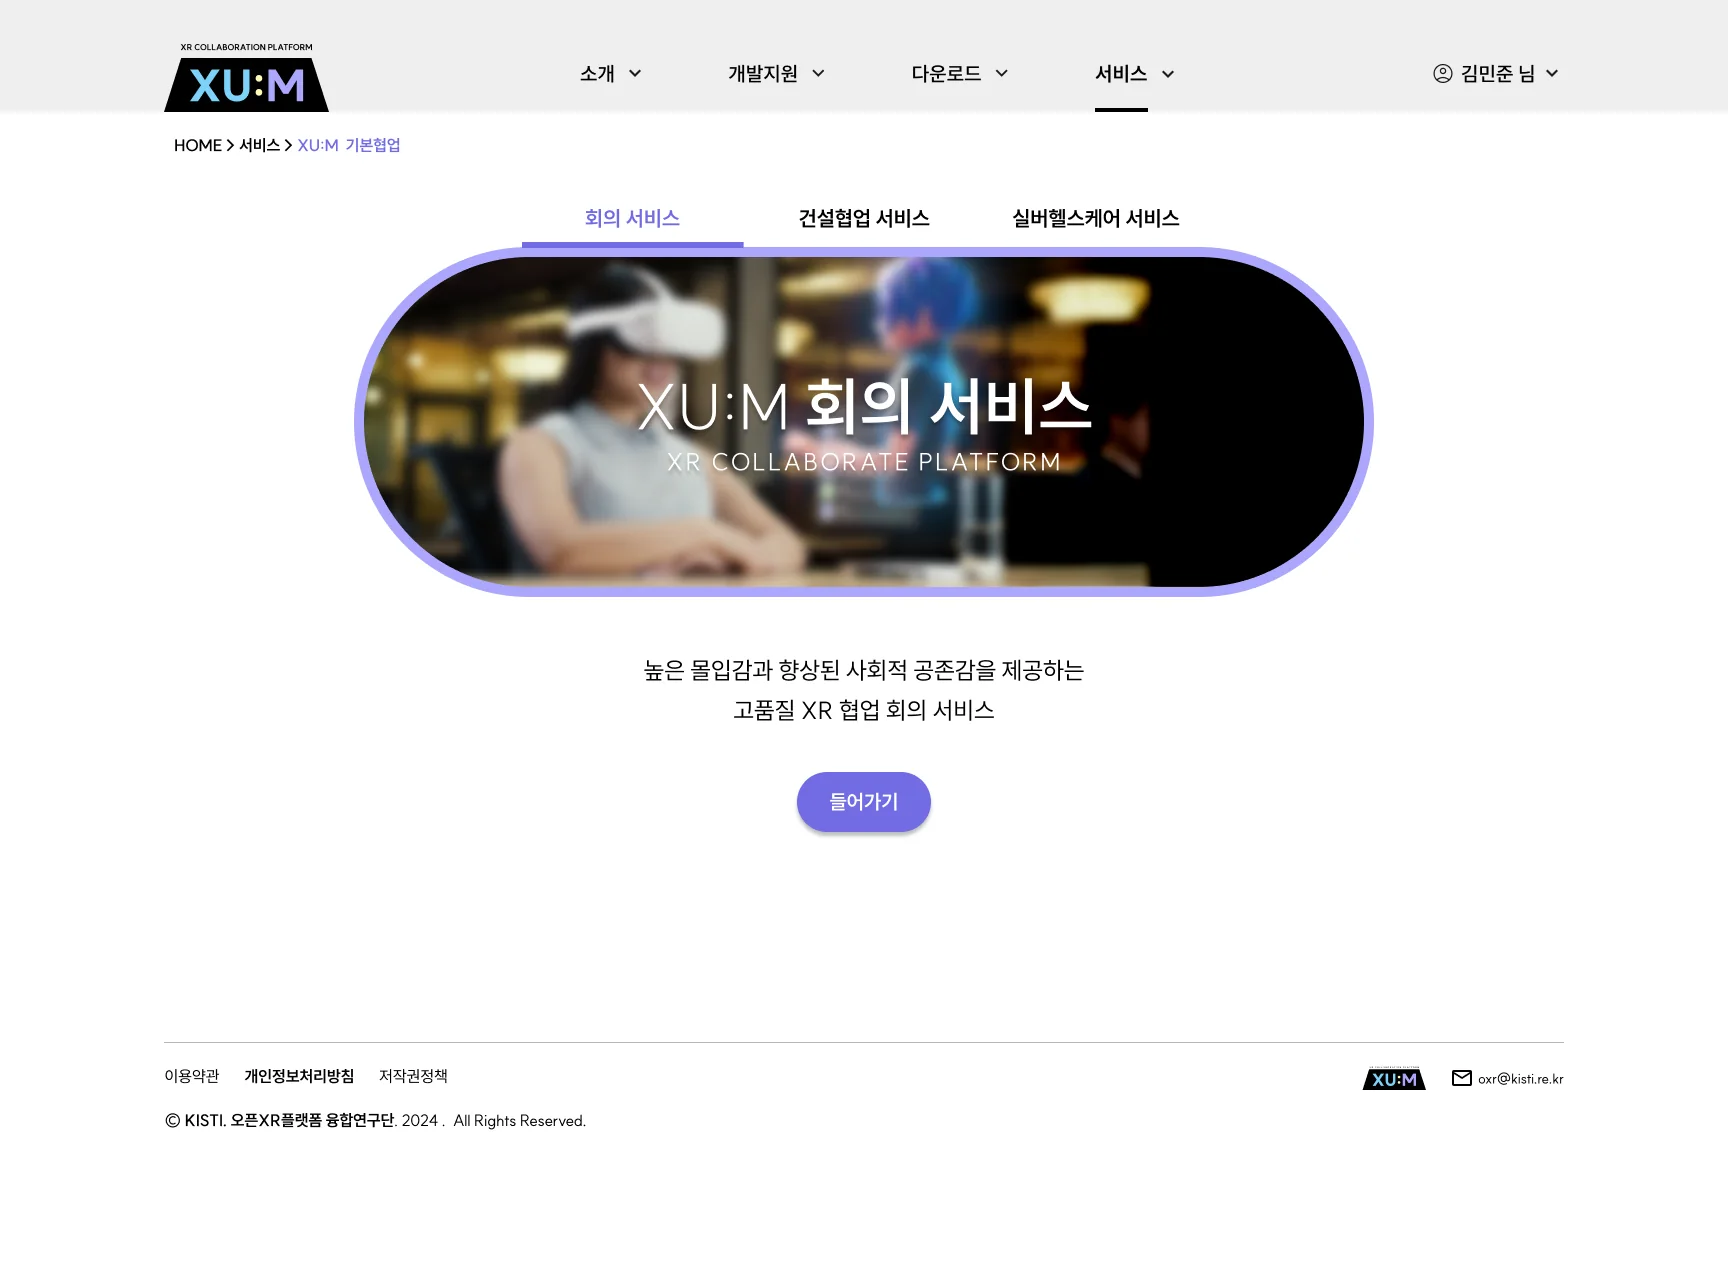 XR COLLABORATION PLATFORM
XU:M
소개 개발지원 다운로드 서비스 김민준 님
HOME > 서비스 > XU:M 기본협업
회의 서비스 건설협업 서비스 실버헬스케어 서비스
XU:M 회의 서비스
XR COLLABORATE PLATFORM
높은 몰입감과 향상된 사회적 공존감을 제공하는
고품질 XR 협업 회의 서비스
들어가기
이용약관 개인정보처리방침 저작권정책
XU:M oxr@kisti.re.kr
© KISTI. 오픈XR플랫폼 융합연구단. 2024 . All Rights Reserved.